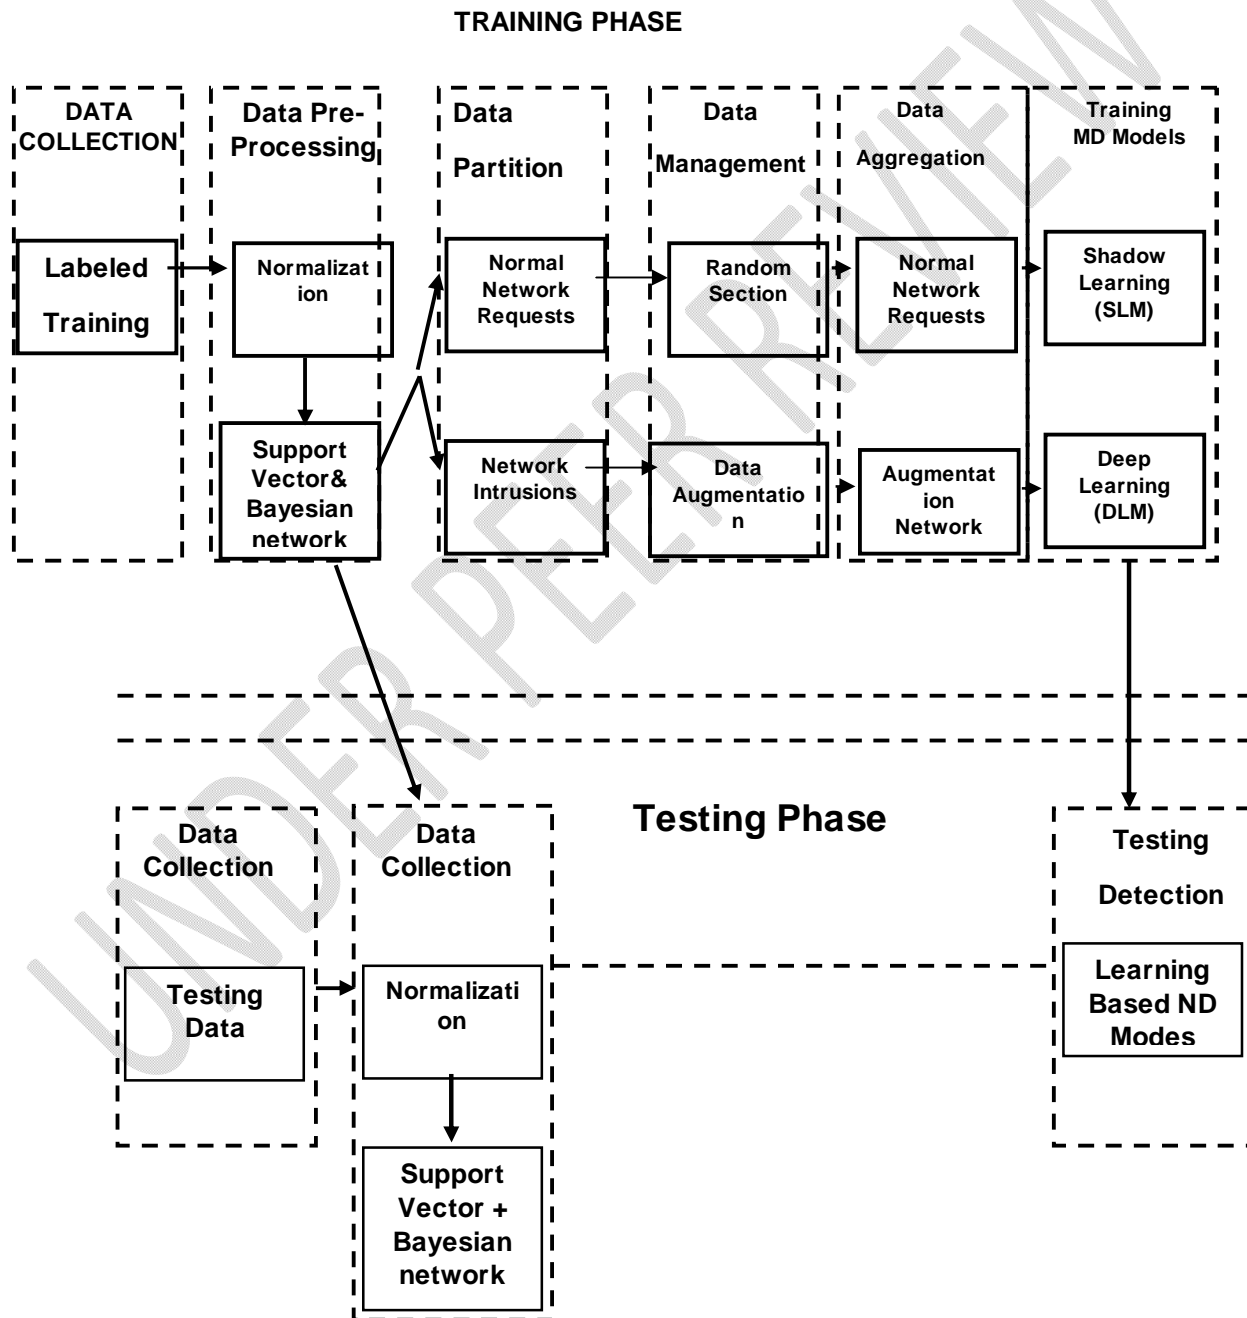 TRAINING PHASE
DATA
COLLECTION
Labeled
Training
Data Pre-
Processing
Normalizat
ion
Support
Vector&
Bayesian
network
Data
Partition
Normal
Network
Requests
Network
Intrusions
Data
Management
Random
Section
Data
Augmentatio
n
Data
Aggregation
Normal
Network
Requests
Augmentat
ion
Network
Training
MD Models
Shadow
Learning
(SLM)
Deep
Learning
(DLM)
Testing Phase
Data
Collection
Testing
Data
Data
Collection
Normalizati
on
Support
Vector +
Bayesian
network
Testing
Detection
Learning
Based ND
Modes
UNDER PEER REVIEW